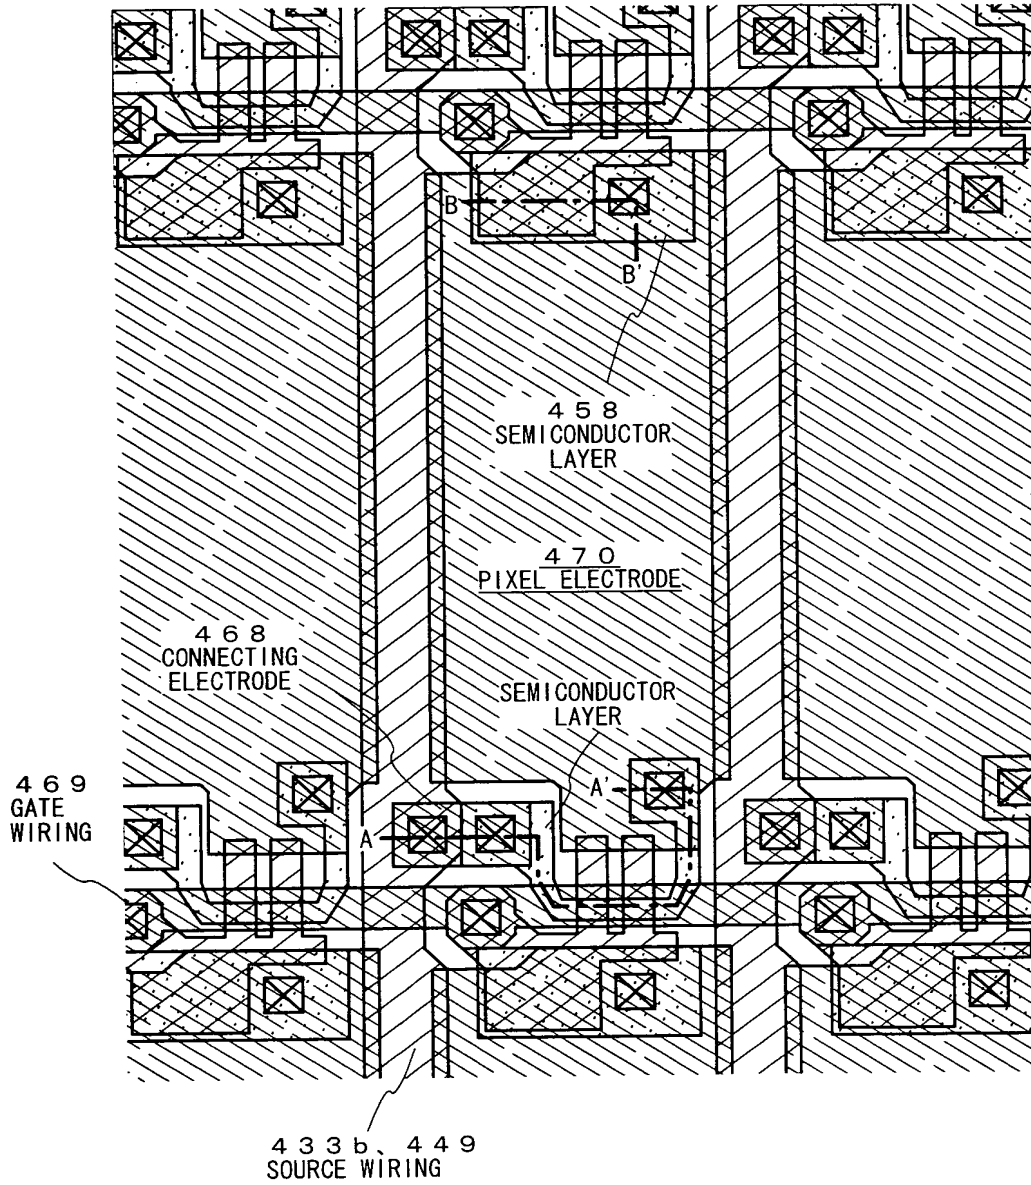 B
B'
458
SEMICONDUCTOR
LAYER
470
PIXEL ELECTRODE
468
CONNECTING
ELECTRODE
SEMICONDUCTOR
LAYER
469
GATE
WIRING
A'
A
433b、449
SOURCE WIRING